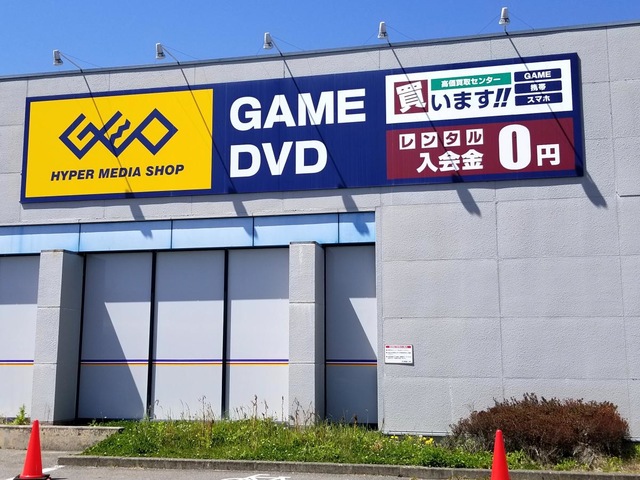 GEO
HYPER MEDIA SHOP
GAME
DVD
高価買取センター
買います!!
GAME
携帯
スマホ
レンタル
入会金 0円